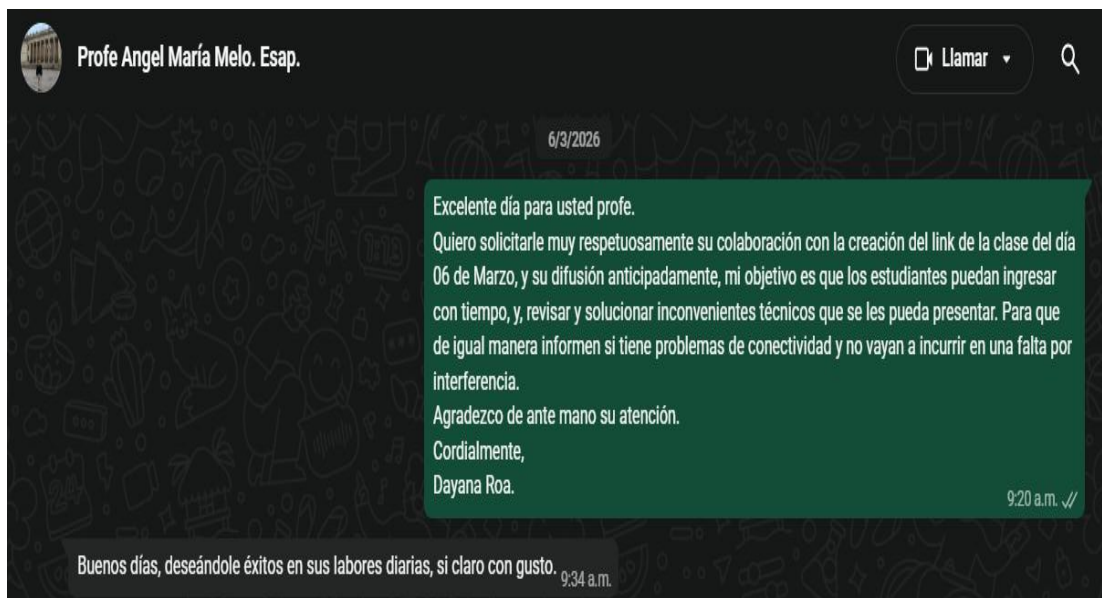 Profe Angel María Melo. Esap.
Llamar
6/3/2026
Excelente día para usted profe.
Quiero solicitarle muy respetuosamente su colaboración con la creación del link de la clase del día
06 de Marzo, y su difusión anticipadamente, mi objetivo es que los estudiantes puedan ingresar
con tiempo, y, revisar y solucionar inconvenientes técnicos que se les pueda presentar. Para que
de igual manera informen si tiene problemas de conectividad y no vayan a incurrir en una falta por
interferencia.
Agradezco de ante mano su atención.
Cordialmente,
Dayana Roa.
9:20 a.m.
Buenos días, deseándole éxitos en sus labores diarias, si claro con gusto. 9:34 a.m.